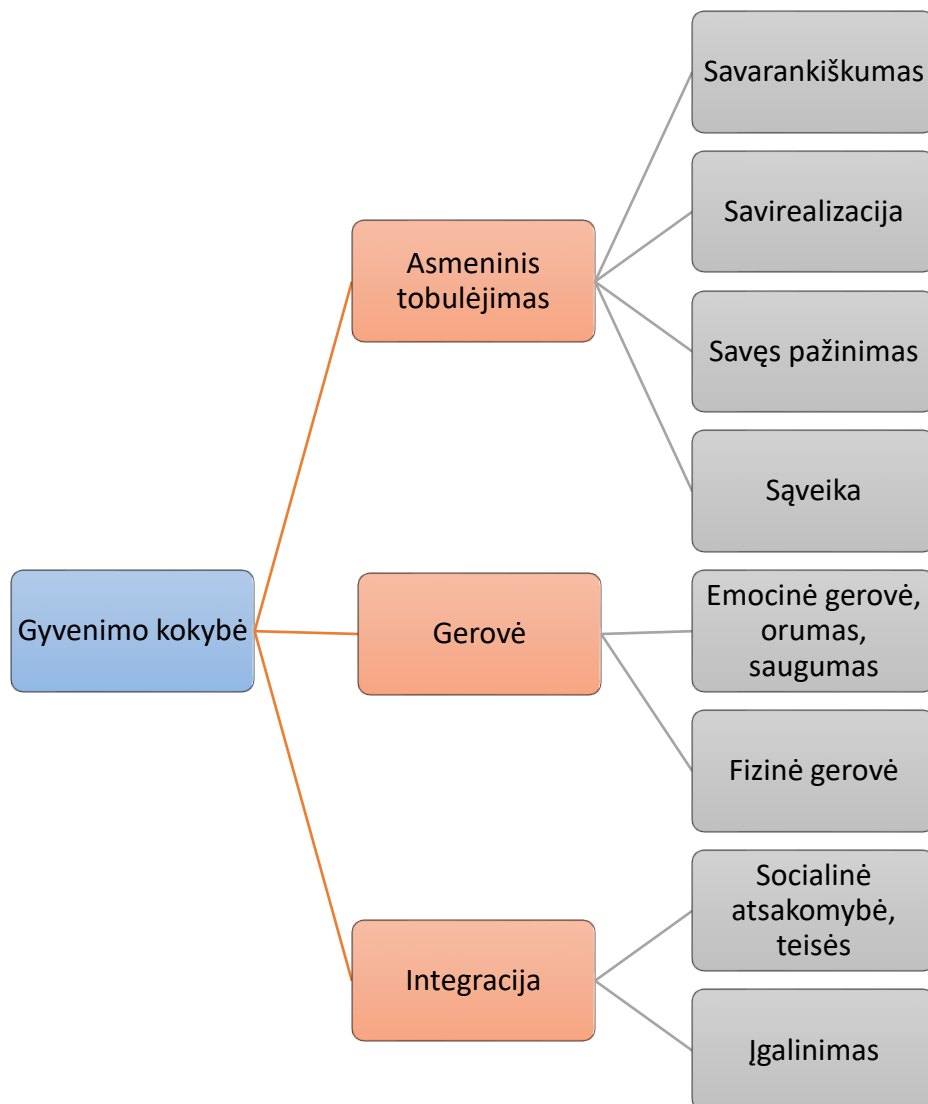 Gyvenimo kokybė
Asmeninis
tobulėjimas
Savarankiškumas
Savirealizacija
Savęs pažinimas
Sąveika
Gerovė
Emocinė gerovė,
orumas,
saugumas
Fizinė gerovė
Integracija
Socialinė
atsakomybė,
teisės
Įgalinimas